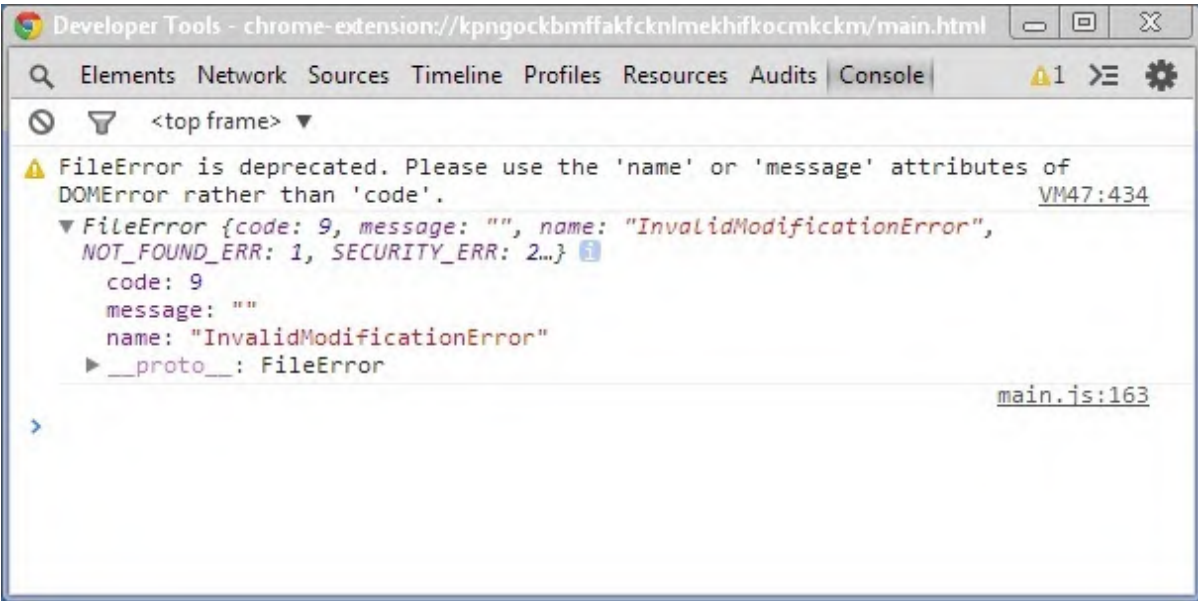 Developer Tools - chrome-extension://kpngockbmffakfcknlmekhifkocmkckm/main.html
Elements Network Sources Timeline Profiles Resources Audits Console 1
<top frame> ▼
FileError is deprecated. Please use the 'name' or 'message' attributes of
DOMError rather than 'code'. VM47:434
▼ FileError {code: 9, message: "", name: "InvalidModificationError",
NOT_FOUND_ERR: 1, SECURITY_ERR: 2…}
code: 9
message: ""
name: "InvalidModificationError"
▶ __proto__: FileError
main.js:163
>